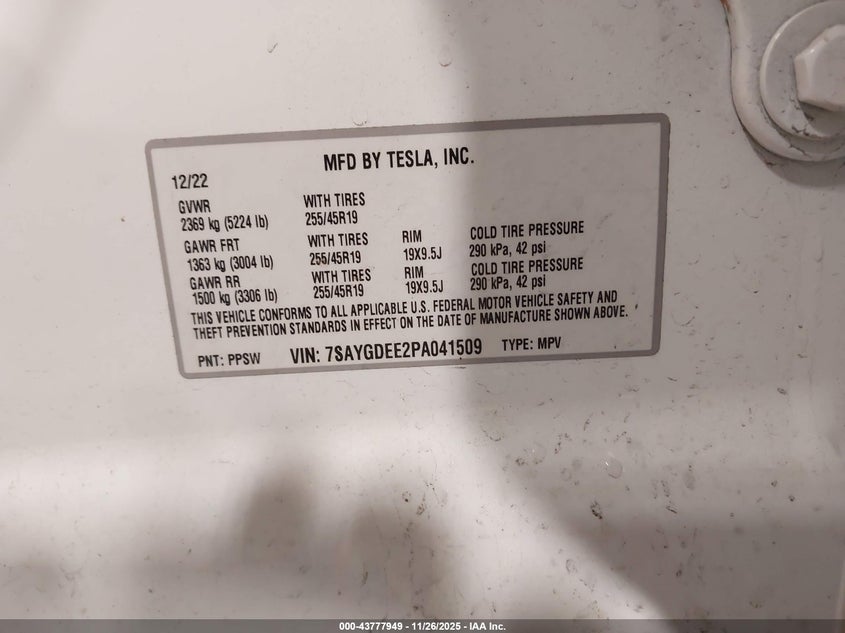 MFD BY TESLA, INC.
12/22
GVWR WITH TIRES
2369 kg (5224 lb) 255/45R19
GAWR FRT WITH TIRES RIM COLD TIRE PRESSURE
1363 kg (3004 lb) 255/45R19 19X9.5J 290 kPa, 42 psi
GAWR RR WITH TIRES RIM COLD TIRE PRESSURE
1500 kg (3306 lb) 255/45R19 19X9.5J 290 kPa, 42 psi
THIS VEHICLE CONFORMS TO ALL APPLICABLE U.S. FEDERAL MOTOR VEHICLE SAFETY AND
THEFT PREVENTION STANDARDS IN EFFECT ON THE DATE OF MANUFACTURE SHOWN ABOVE.
PNT: PPSW VIN: 7SAYGDEE2PA041509 TYPE: MPV
000-43777949 - 11/26/2025 - IAA Inc.